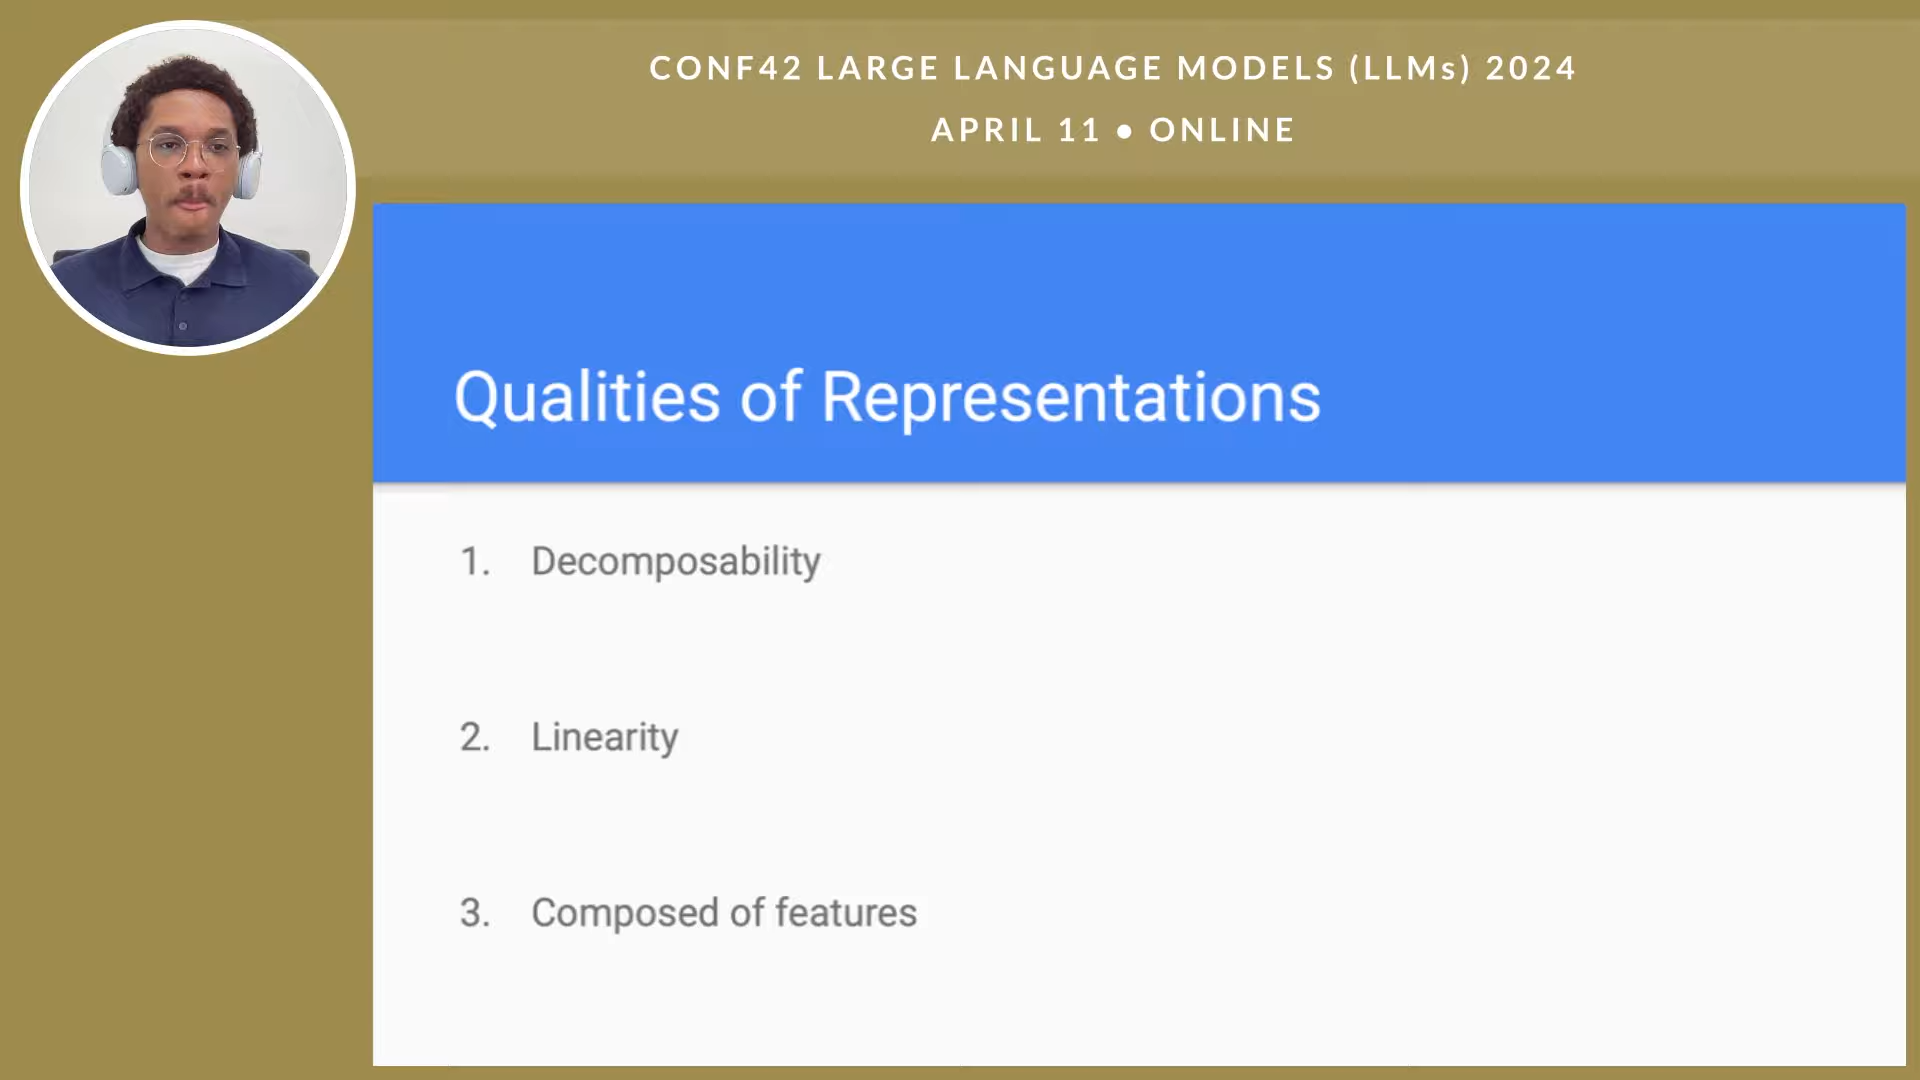 CONF42 LARGE LANGUAGE MODELS (LLMs) 2024
APRIL 11 ● ONLINE
Qualities of Representations
1. Decomposability
2. Linearity
3. Composed of features